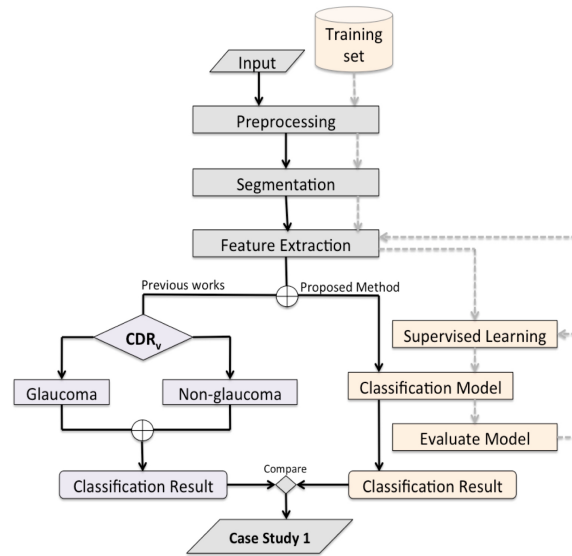 Training
set
Input
Preprocessing
Segmentation
Feature Extraction
Previous works
Proposed Method
CDRv
Supervised Learning
Glaucoma
Non-glaucoma
Classification Model
Evaluate Model
Compare
Classification Result
Classification Result
Case Study 1